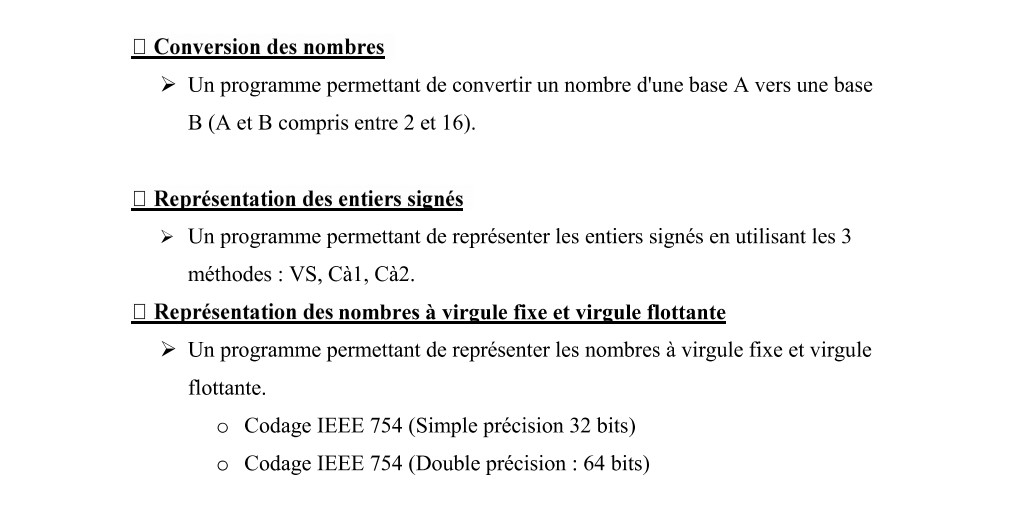 □ Conversion des nombres
➢ Un programme permettant de convertir un nombre d'une base A vers une base
B (A et B compris entre 2 et 16).
□ Représentation des entiers signés
➢ Un programme permettant de représenter les entiers signés en utilisant les 3
méthodes : VS, Cà1, Cà2.
□ Représentation des nombres à virgule fixe et virgule flottante
➢ Un programme permettant de représenter les nombres à virgule fixe et virgule
flottante.
o Codage IEEE 754 (Simple précision 32 bits)
o Codage IEEE 754 (Double précision : 64 bits)